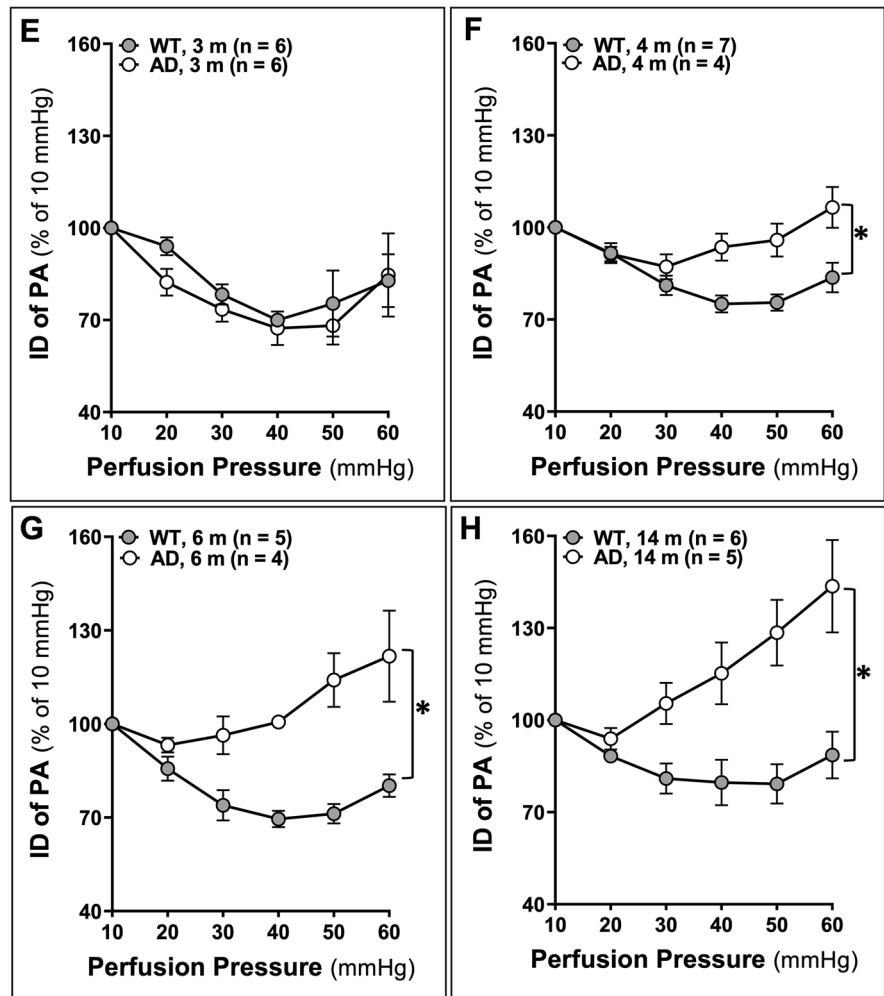 E
WT, 3 m (n = 6)
AD, 3 m (n = 6)
160
130
100
70
40
ID of PA (% of 10 mmHg)
10 20 30 40 50 60
Perfusion Pressure (mmHg)
F
WT, 4 m (n = 7)
AD, 4 m (n = 4)
160
130
100
70
40
ID of PA (% of 10 mmHg)
*
10 20 30 40 50 60
Perfusion Pressure (mmHg)
G
WT, 6 m (n = 5)
AD, 6 m (n = 4)
160
130
100
70
40
ID of PA (% of 10 mmHg)
*
10 20 30 40 50 60
Perfusion Pressure (mmHg)
H
WT, 14 m (n = 6)
AD, 14 m (n = 5)
160
130
100
70
40
ID of PA (% of 10 mmHg)
*
10 20 30 40 50 60
Perfusion Pressure (mmHg)